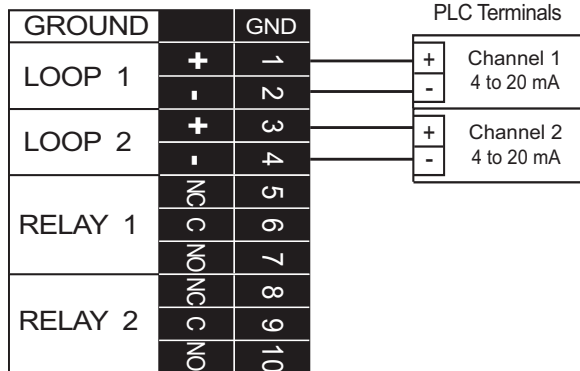 PLC Terminals
GROUND GND
LOOP 1 + 1
- 2
LOOP 2 + 3
- 4
RELAY 1 NC 5
C 6
NO 7
RELAY 2 NC 8
C 9
NO 10
+ Channel 1
- 4 to 20 mA
+ Channel 2
- 4 to 20 mA